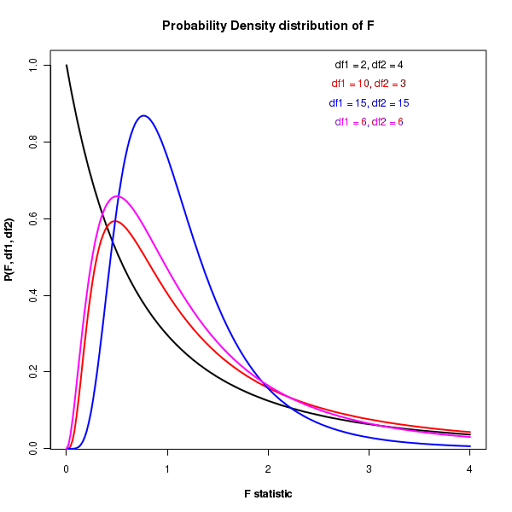 Probability Density distribution of F
df1 = 2, df2 = 4
df1 = 10, df2 = 3
df1 = 15, df2 = 15
df1 = 6, df2 = 6
P(F, df1, df2)
1.0
0.8
0.6
0.4
0.2
0.0
0 1 2 3 4
F statistic